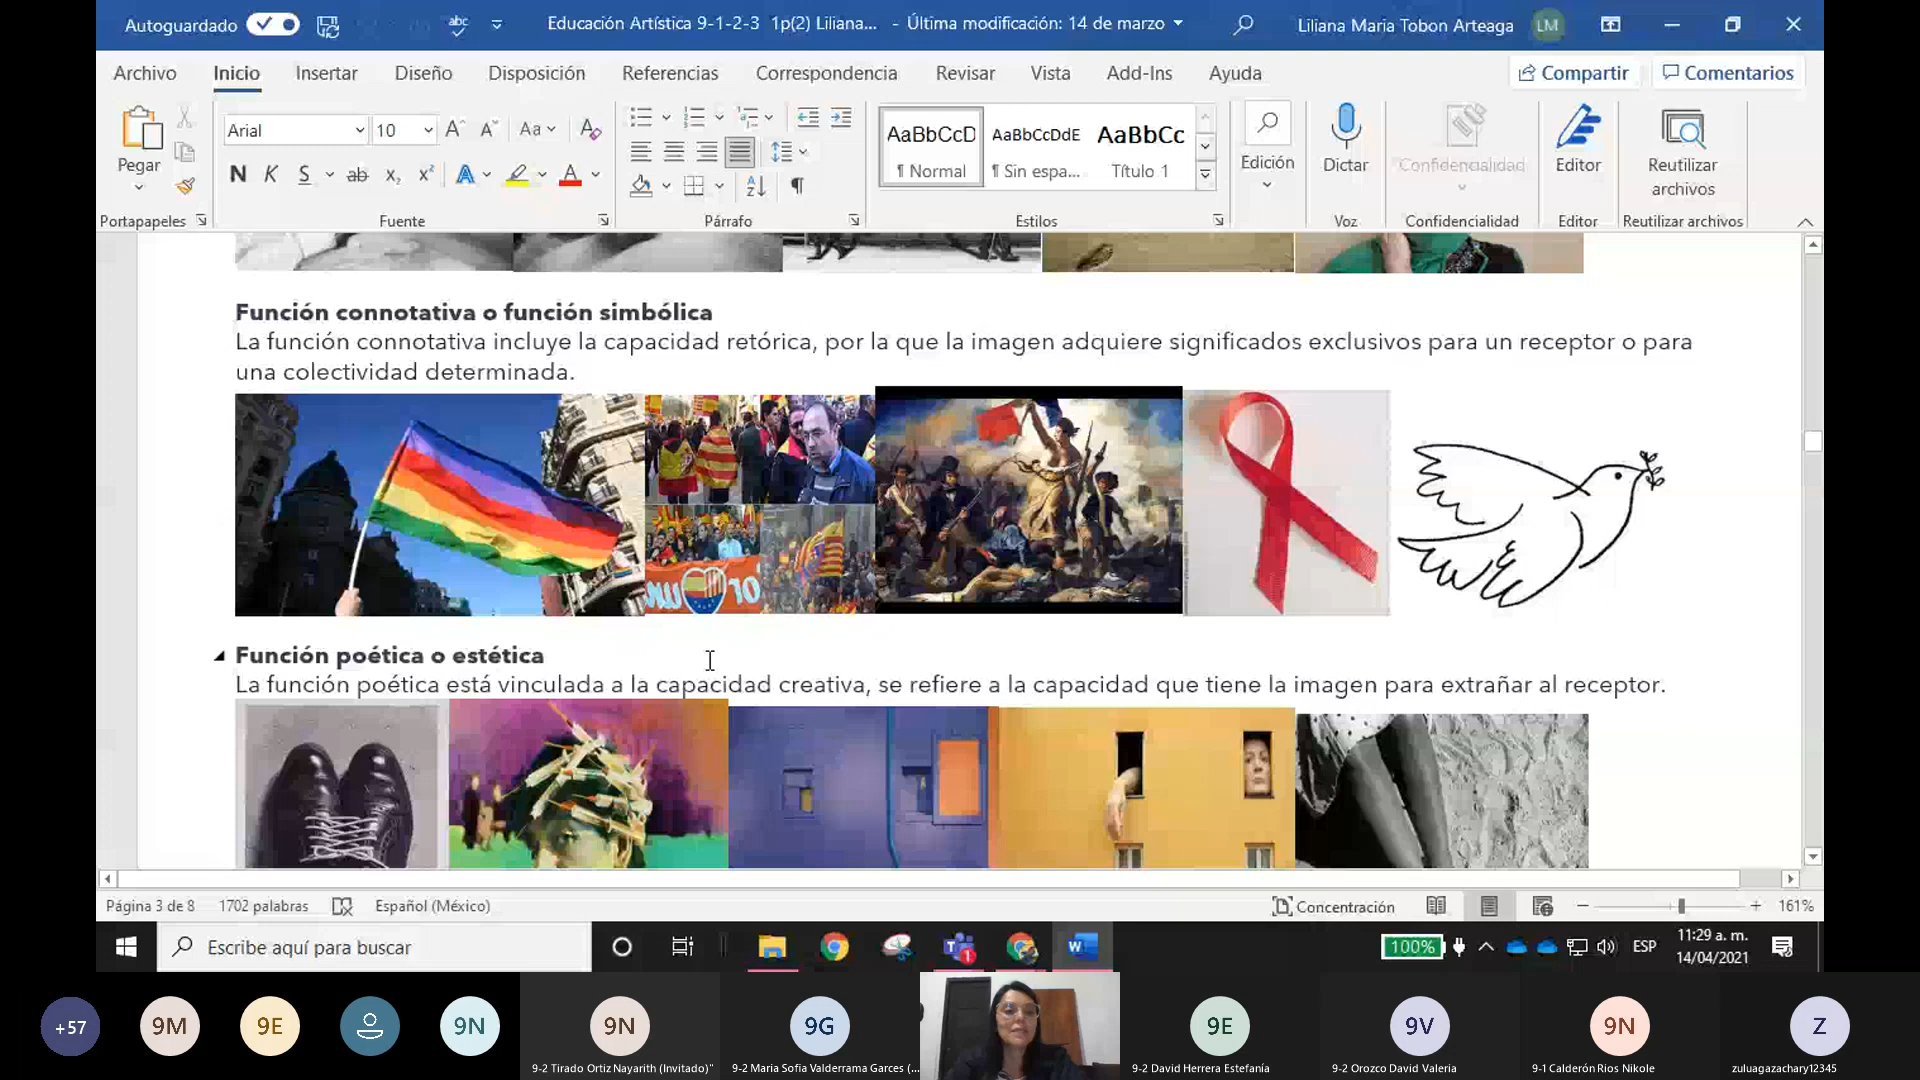 Autoguardado
Educación Artística 9-1-2-3 1p(2) Liliana... - Última modificación: 14 de marzo
Liliana Maria Tobon Arteaga LM
Archivo Inicio Insertar Diseño Disposición Referencias Correspondencia Revisar Vista Add-Ins Ayuda Compartir Comentarios
Pegar
Portapapeles
Arial 10
Aa
N K S ab x₂ x²
Fuente
Párrafo
AaBbCcD AaBbCcDdE AaBbCc
¶ Normal ¶ Sin espa... Título 1
Estilos
Edición
Dictar
Voz
Confidencialidad
Confidencialidad
Editor
Editor
Reutilizar
archivos
Reutilizar archivos
Función connotativa o función simbólica
La función connotativa incluye la capacidad retórica, por la que la imagen adquiere significados exclusivos para un receptor o para
una colectividad determinada.
Función poética o estética
La función poética está vinculada a la capacidad creativa, se refiere a la capacidad que tiene la imagen para extrañar al receptor.
Página 3 de 8 1702 palabras Español (México) Concentración 161%
Escribe aquí para buscar
100% ESP 11:29 a. m.
14/04/2021
+57 9M 9E 9N 9N 9G 9E 9V 9N Z
9-2 Tirado Ortiz Nayarith (Invitado)"
9-2 Maria Sofia Valderrama Garces (...
9-2 David Herrera Estefanía
9-2 Orozco David Valeria
9-1 Calderón Rios Nikole
zuluagazachary12345